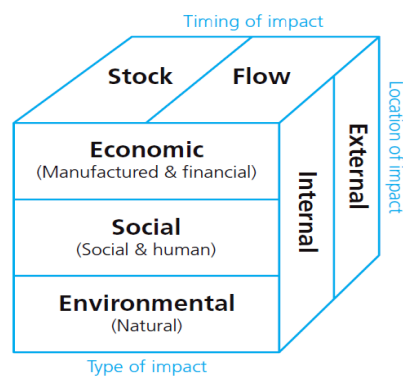 Timing of impact
Stock Flow
Economic
(Manufactured & financial)
Social
(Social & human)
Environmental
(Natural)
Internal
External
Location of impact
Type of impact